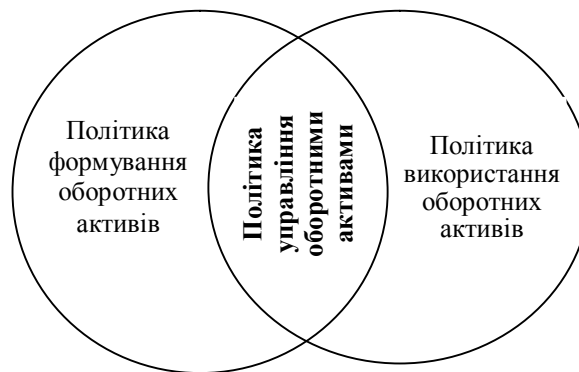 Політика
формування
оборотних
активів
Політика
управління
оборотними
активами
Політика
використання
оборотних
активів